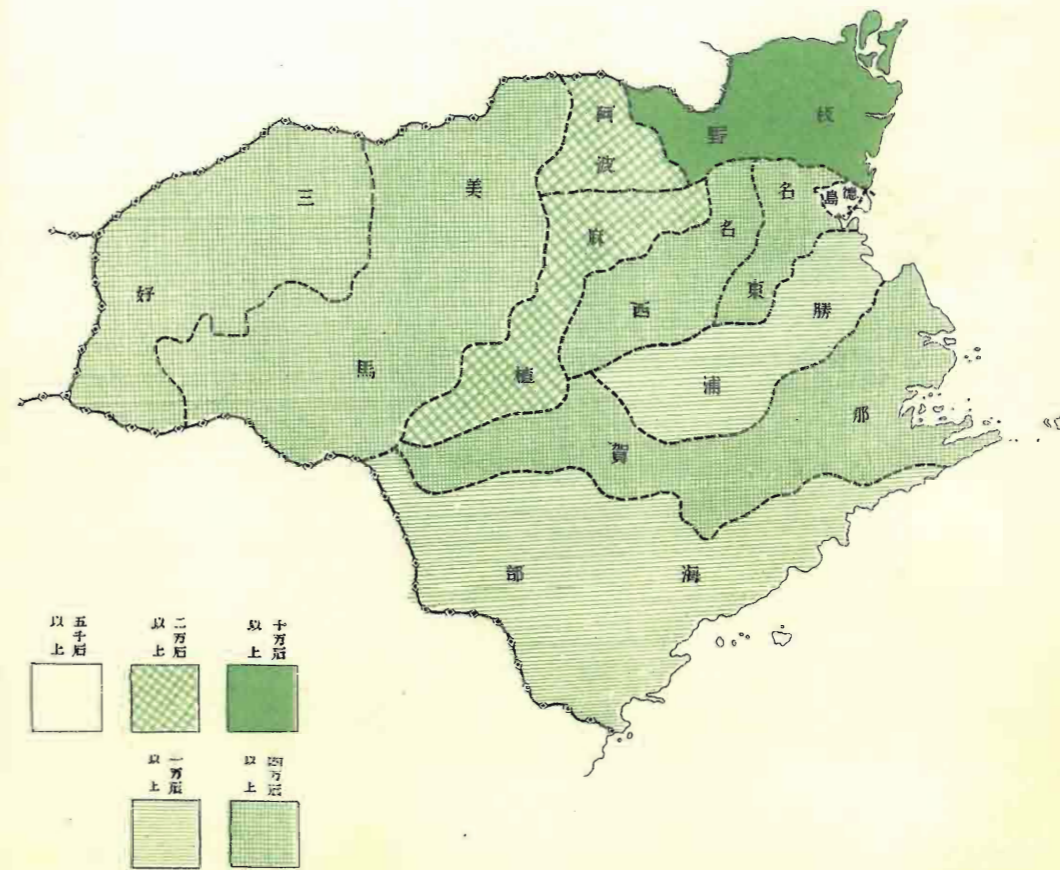 板野
阿波
美馬
三好
麻植
名西
名東
德島
勝浦
那賀
海部
十万石
以上
二万石
以上
五千石
以上
四万石
以上
一万石
以上